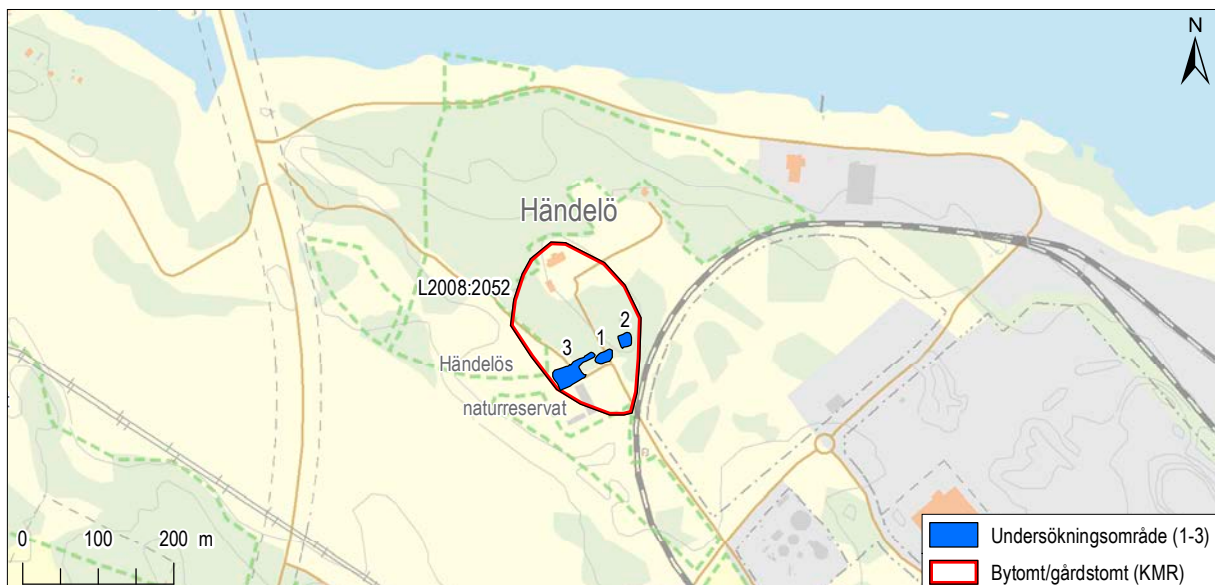 N
Händelö
L2008:2052
2
1
3
Händelös
naturreservat
0 100 200 m
Undersökningsområde (1-3)
Bytomt/gårdstomt (KMR)